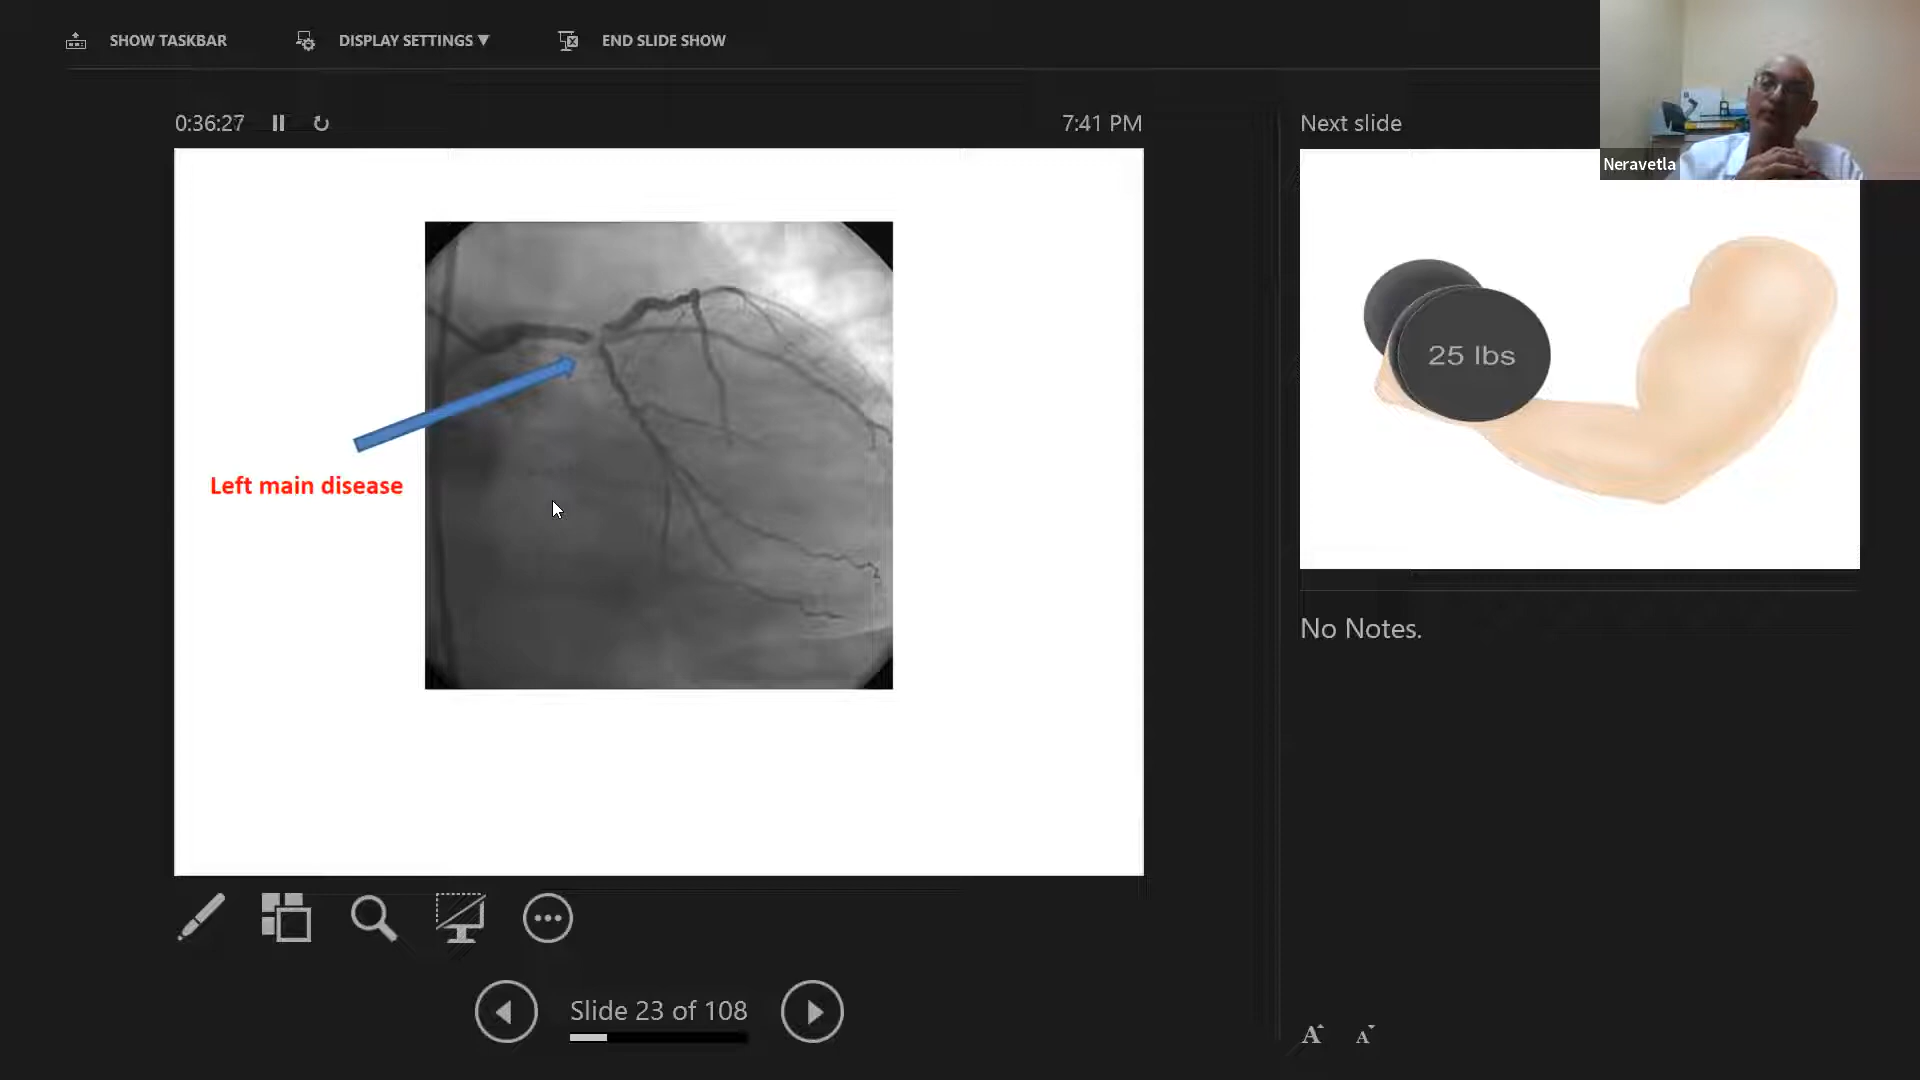 SHOW TASKBAR
DISPLAY SETTINGS ▼
END SLIDE SHOW
Neravetla
0:36:27
7:41 PM
Next slide
Left main disease
25 lbs
No Notes.
Slide 23 of 108
A A